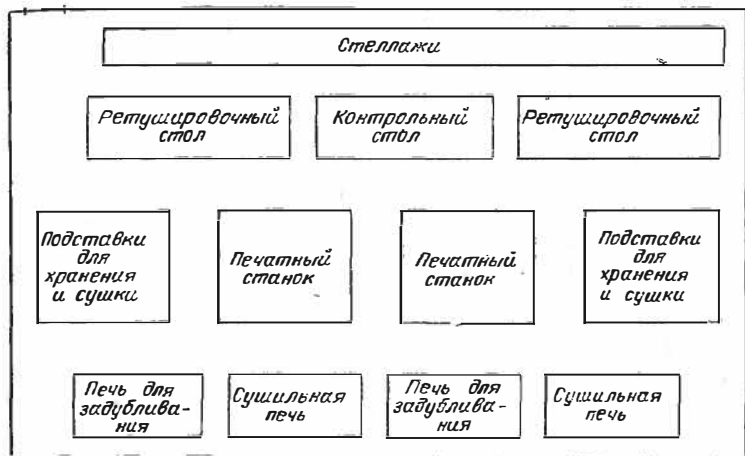 Стеллажи
Ретушировочный
стол
Контрольный
стол
Ретушировочный
стол
Подставки
для
хранения
и сушки
Печатный
станок
Печатный
станок
Подставки
для
хранения
и сушки
Печь для
задублива-
ния
Сушильная
печь
Печь для
задублива-
ния
Сушильная
печь